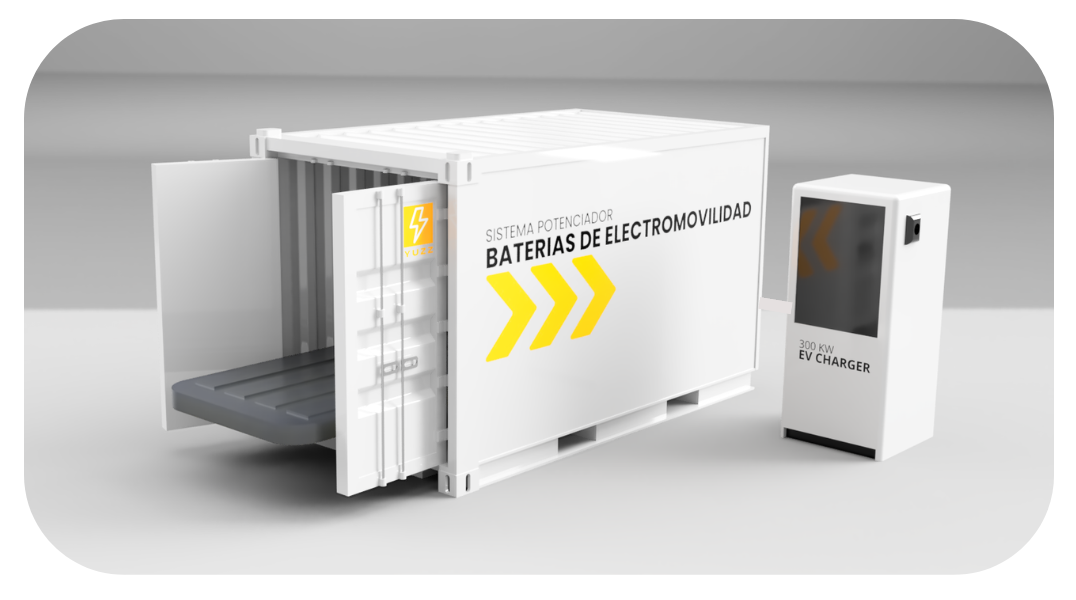 SISTEMA POTENCIADOR
BATERIAS DE ELECTROMOVILIDAD
300 KW
EV CHARGER